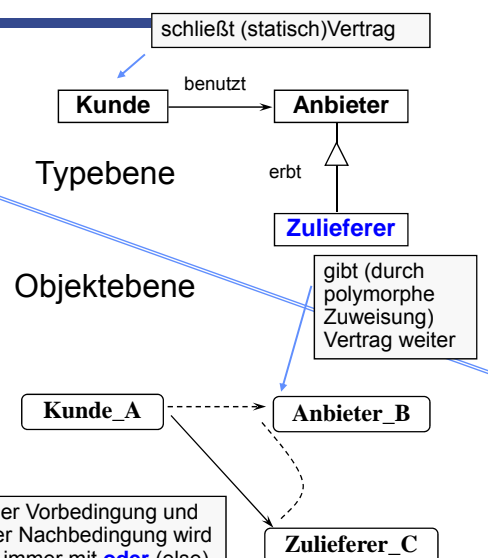 schließt (statisch)Vertrag
benutzt
Kunde
Anbieter
Typebene
erbt
Zulieferer
Objektebene
gibt (durch
polymorphe
Zuweisung)
Vertrag weiter
Kunde_A
Anbieter_B
er Vorbedingung und
er Nachbedingung wird
immer mit oder (else)
Zulieferer_C